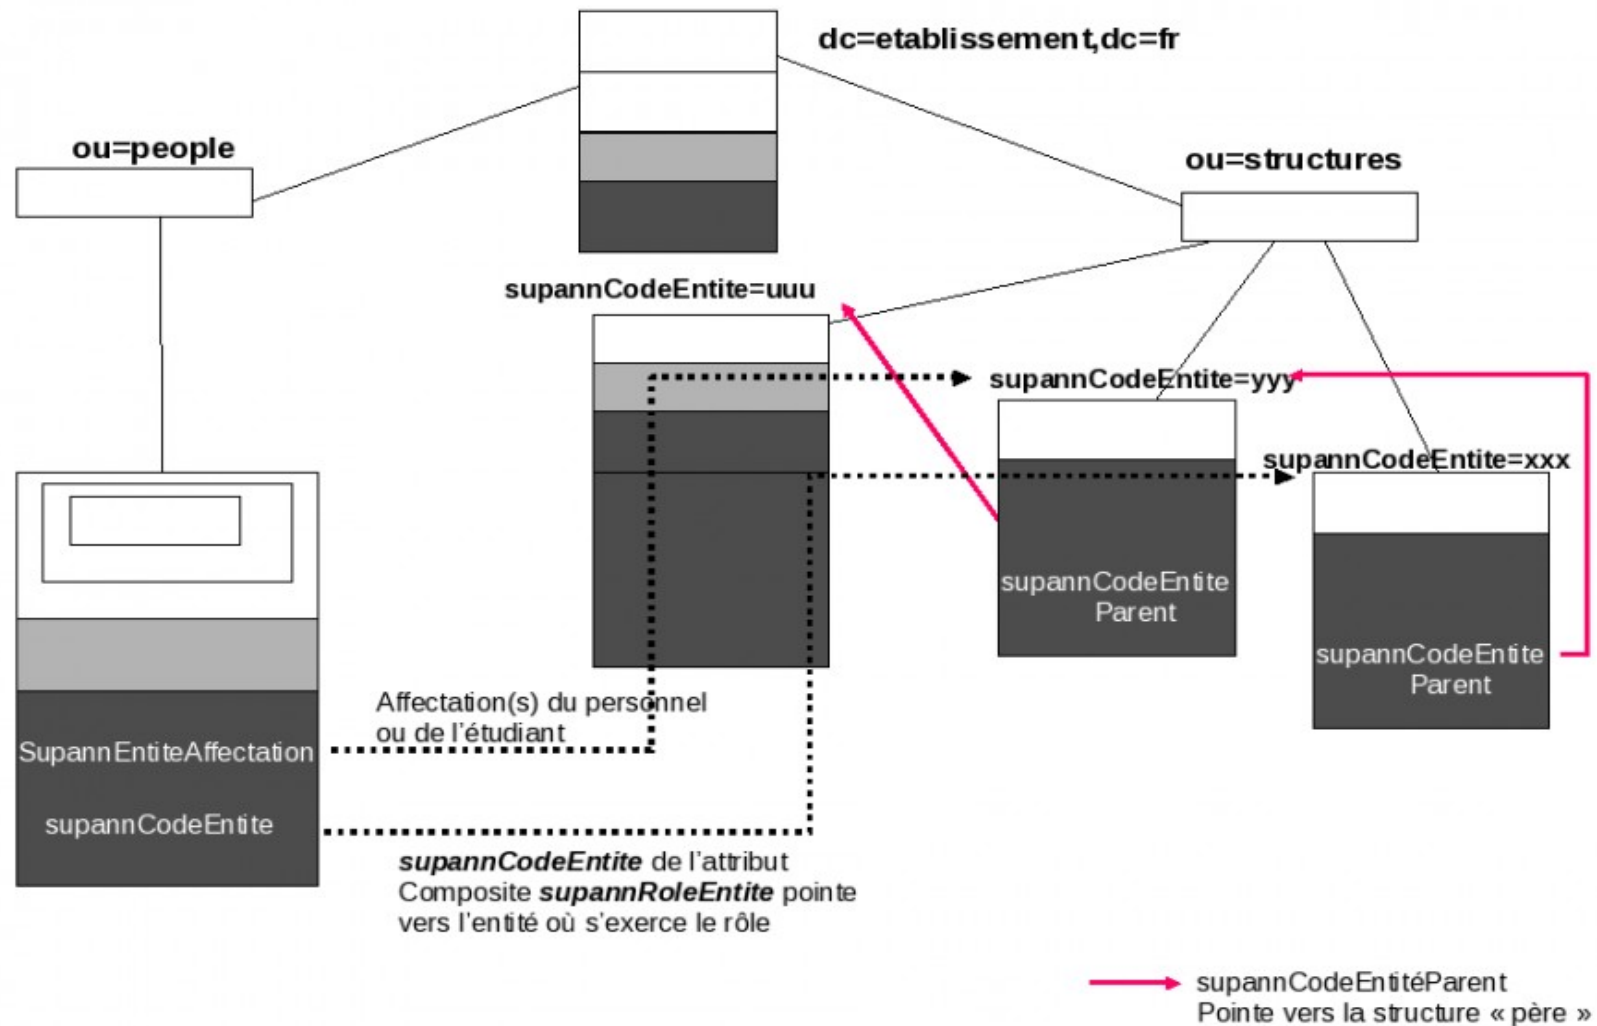 dc=etablissement,dc=fr
ou=people
ou=structures
supannCodeEntite=uuu
supannCodeEntite=yyy
supannCodeEntite=xxx
supannCodeEntite
Parent
supannCodeEntite
Parent
Affectation(s) du personnel
ou de l'étudiant
SupannEntiteAffectation
supannCodeEntite
supannCodeEntite de l'attribut
Composite supannRoleEntite pointe
vers l'entité où s'exerce le rôle
supannCodeEntitéParent
Pointe vers la structure « père »